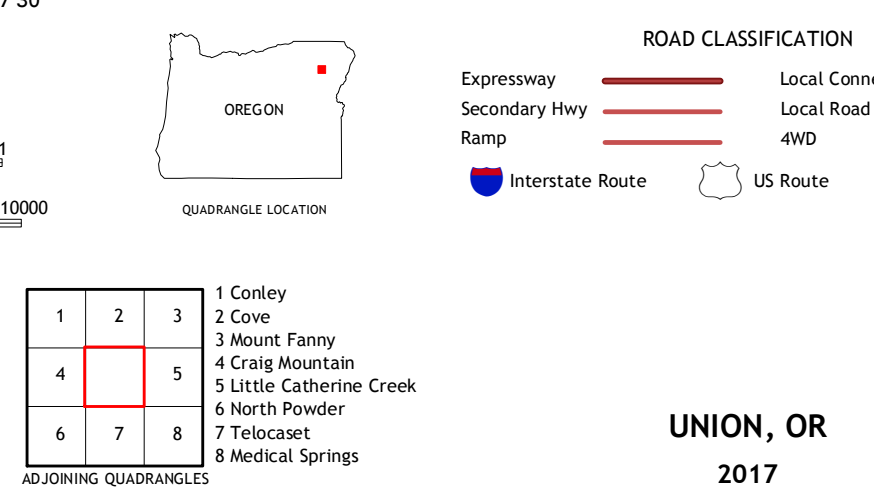 OREGON
QUADRANGLE LOCATION
10000
ROAD CLASSIFICATION
Expressway
Local
Secondary Hwy
Local Road
Ramp
4WD
Interstate Route
US Route
1 2 3
4 5
6 7 8
ADJOINING QUADRANGLES
1 Conley
2 Cove
3 Mount Fanny
4 Craig Mountain
5 Little Catherine Creek
6 North Powder
7 Telocaset
8 Medical Springs
UNION, OR
2017